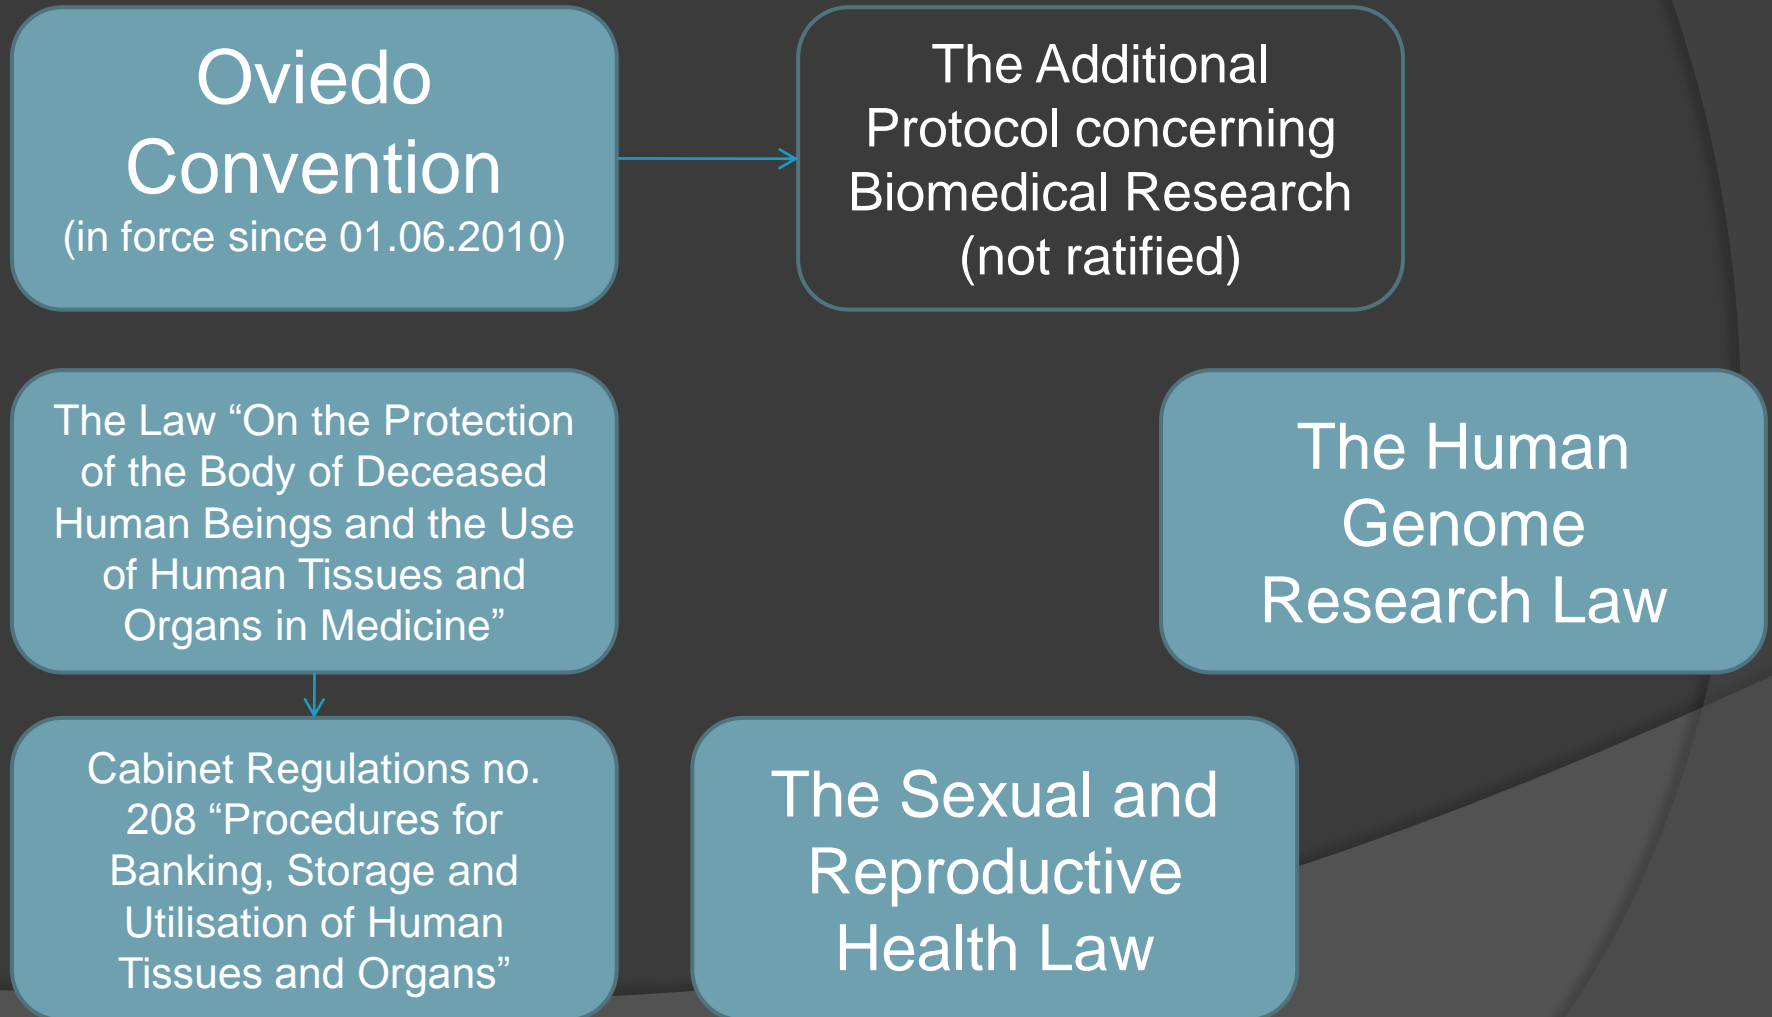 Oviedo
Convention
(in force since 01.06.2010)
The Additional
Protocol concerning
Biomedical Research
(not ratified)
The Law “On the Protection
of the Body of Deceased
Human Beings and the Use
of Human Tissues and
Organs in Medicine”
The Human
Genome
Research Law
Cabinet Regulations no.
208 “Procedures for
Banking, Storage and
Utilisation of Human
Tissues and Organs”
The Sexual and
Reproductive
Health Law